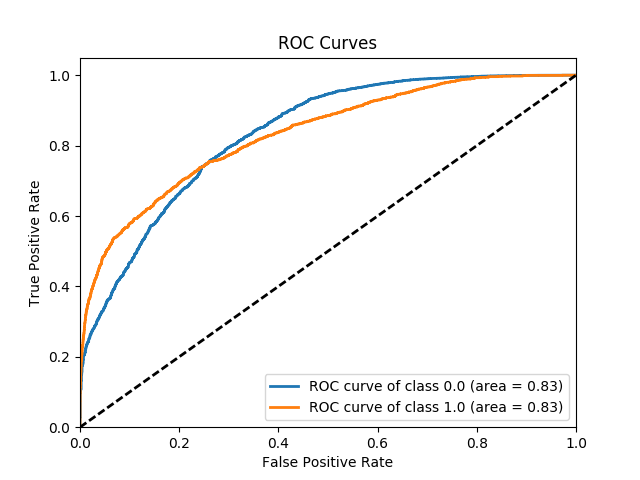 ROC Curves
1.0
0.8
0.6
0.4
0.2
0.0
True Positive Rate
ROC curve of class 0.0 (area = 0.83)
ROC curve of class 1.0 (area = 0.83)
0.0 0.2 0.4 0.6 0.8 1.0
False Positive Rate